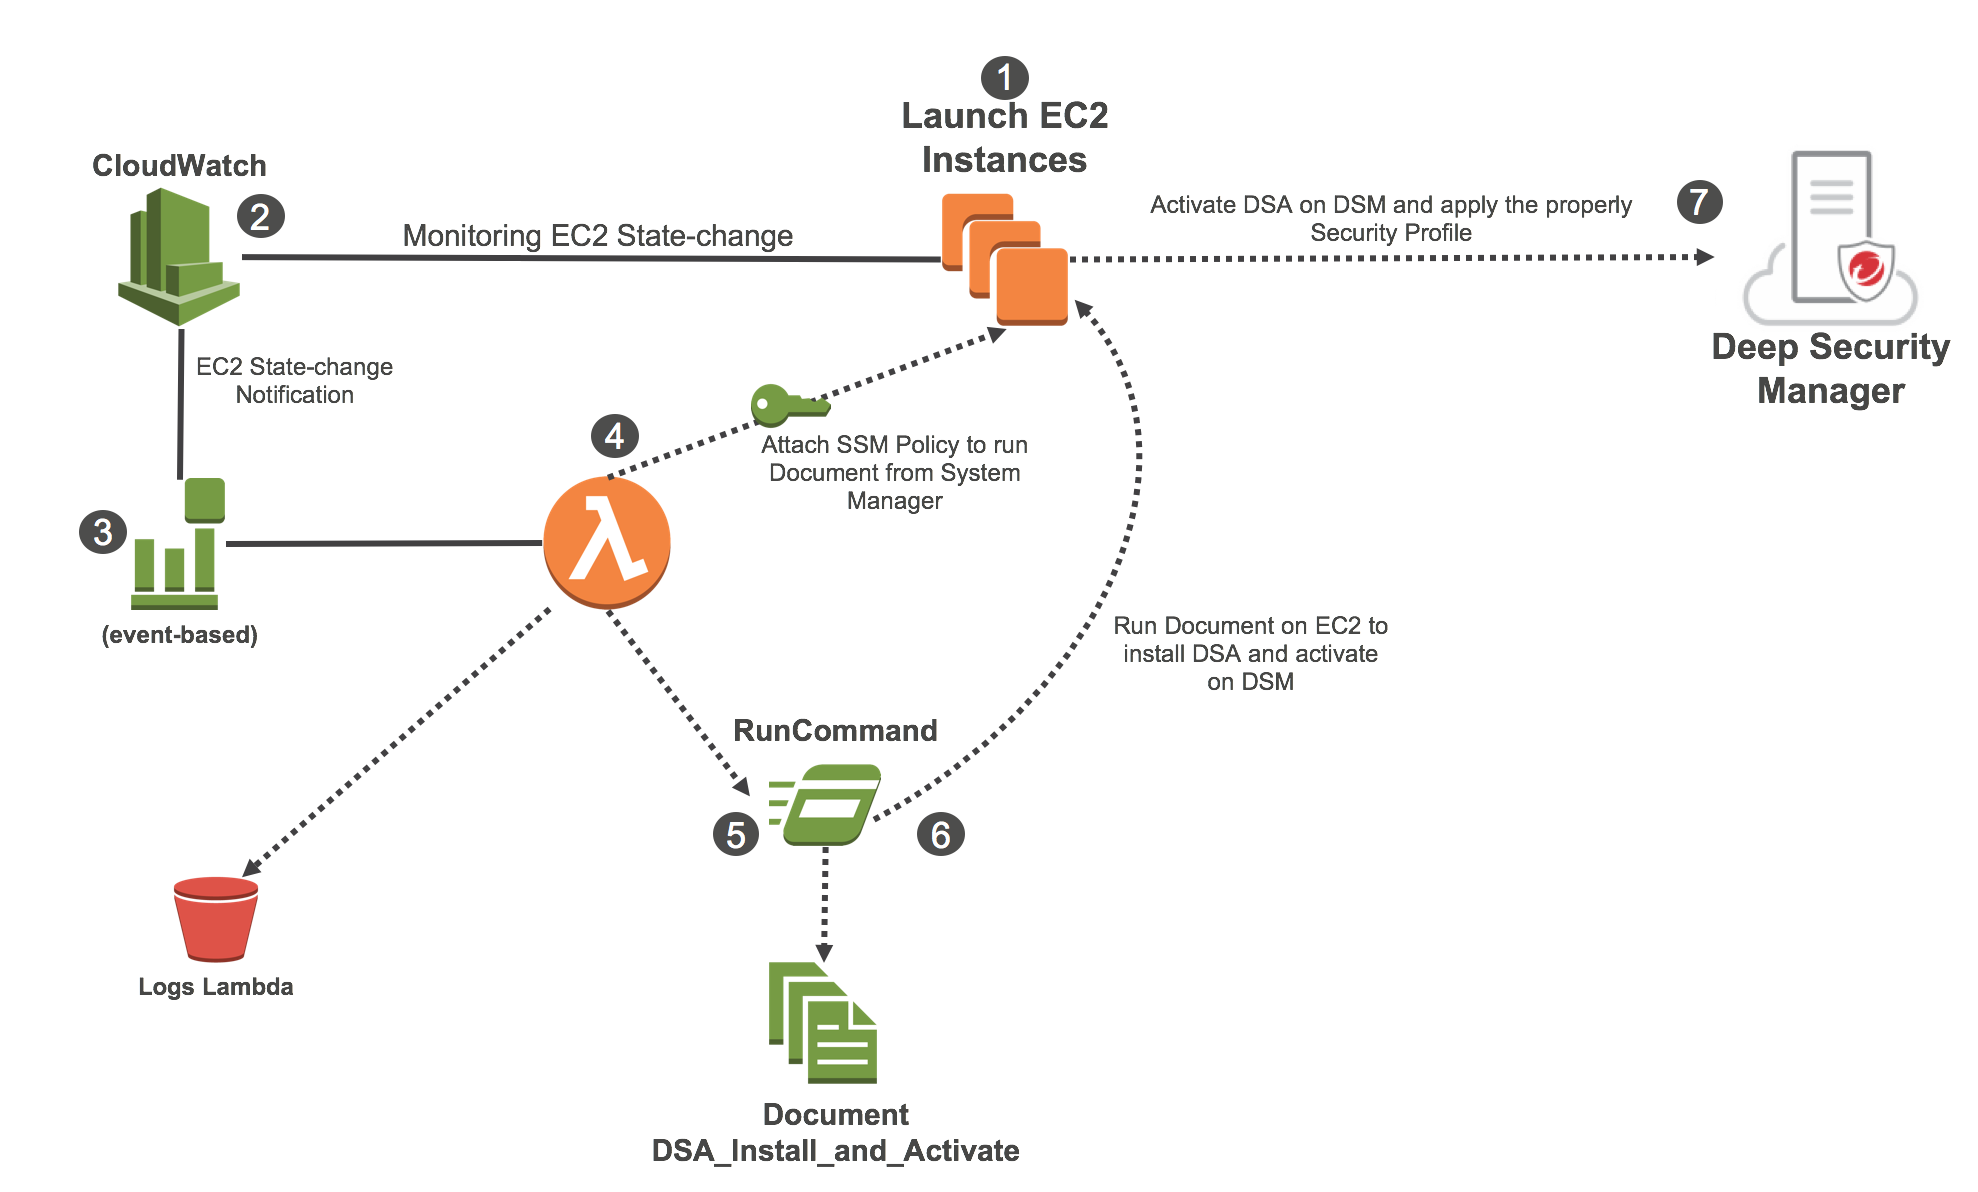 1
Launch EC2
Instances
CloudWatch
2
Monitoring EC2 State-change
Activate DSA on DSM and apply the properly
Security Profile
7
Deep Security
Manager
EC2 State-change
Notification
3
(event-based)
4
Attach SSM Policy to run
Document from System
Manager
Run Document on EC2 to
install DSA and activate
on DSM
RunCommand
5
6
Logs Lambda
Document
DSA_Install_and_Activate